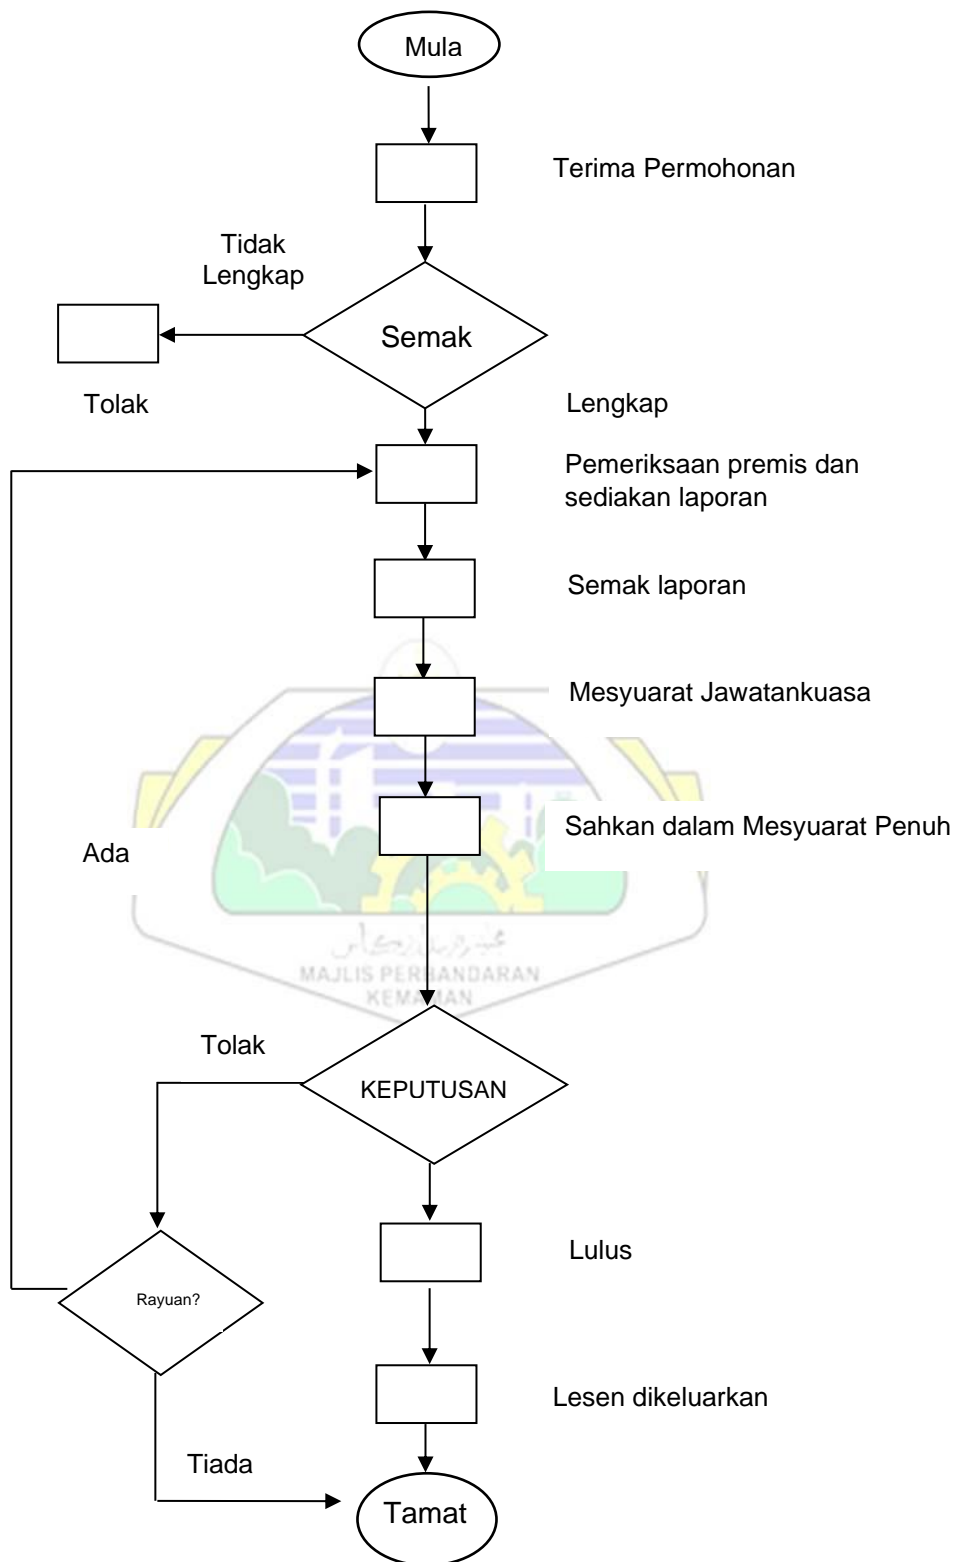 Mula
Terima Permohonan
Tidak
Lengkap
Semak
Tolak
Lengkap
Pemeriksaan premis dan
sediakan laporan
Semak laporan
Mesyuarat Jawatankuasa
Sahkan dalam Mesyuarat Penuh
Ada
MAJLIS PERBANDARAN
KEMAMAN
Tolak
KEPUTUSAN
Lulus
Rayuan?
Lesen dikeluarkan
Tiada
Tamat